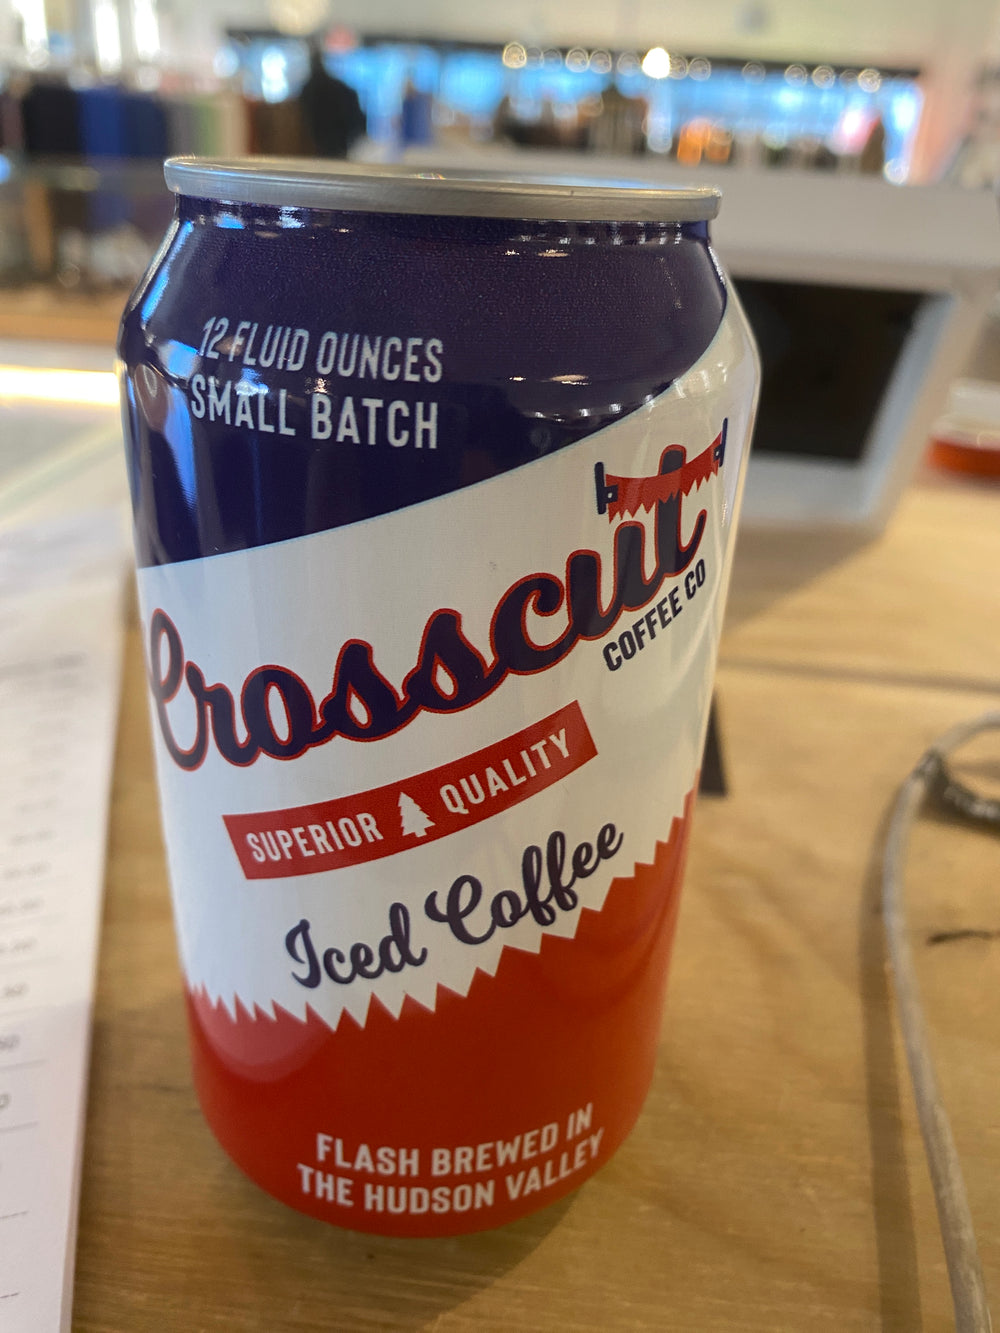 12 FLUID OUNCES
SMALL BATCH
Crosscut
COFFEE CO
SUPERIOR QUALITY
Iced Coffee
FLASH BREWED IN
THE HUDSON VALLEY